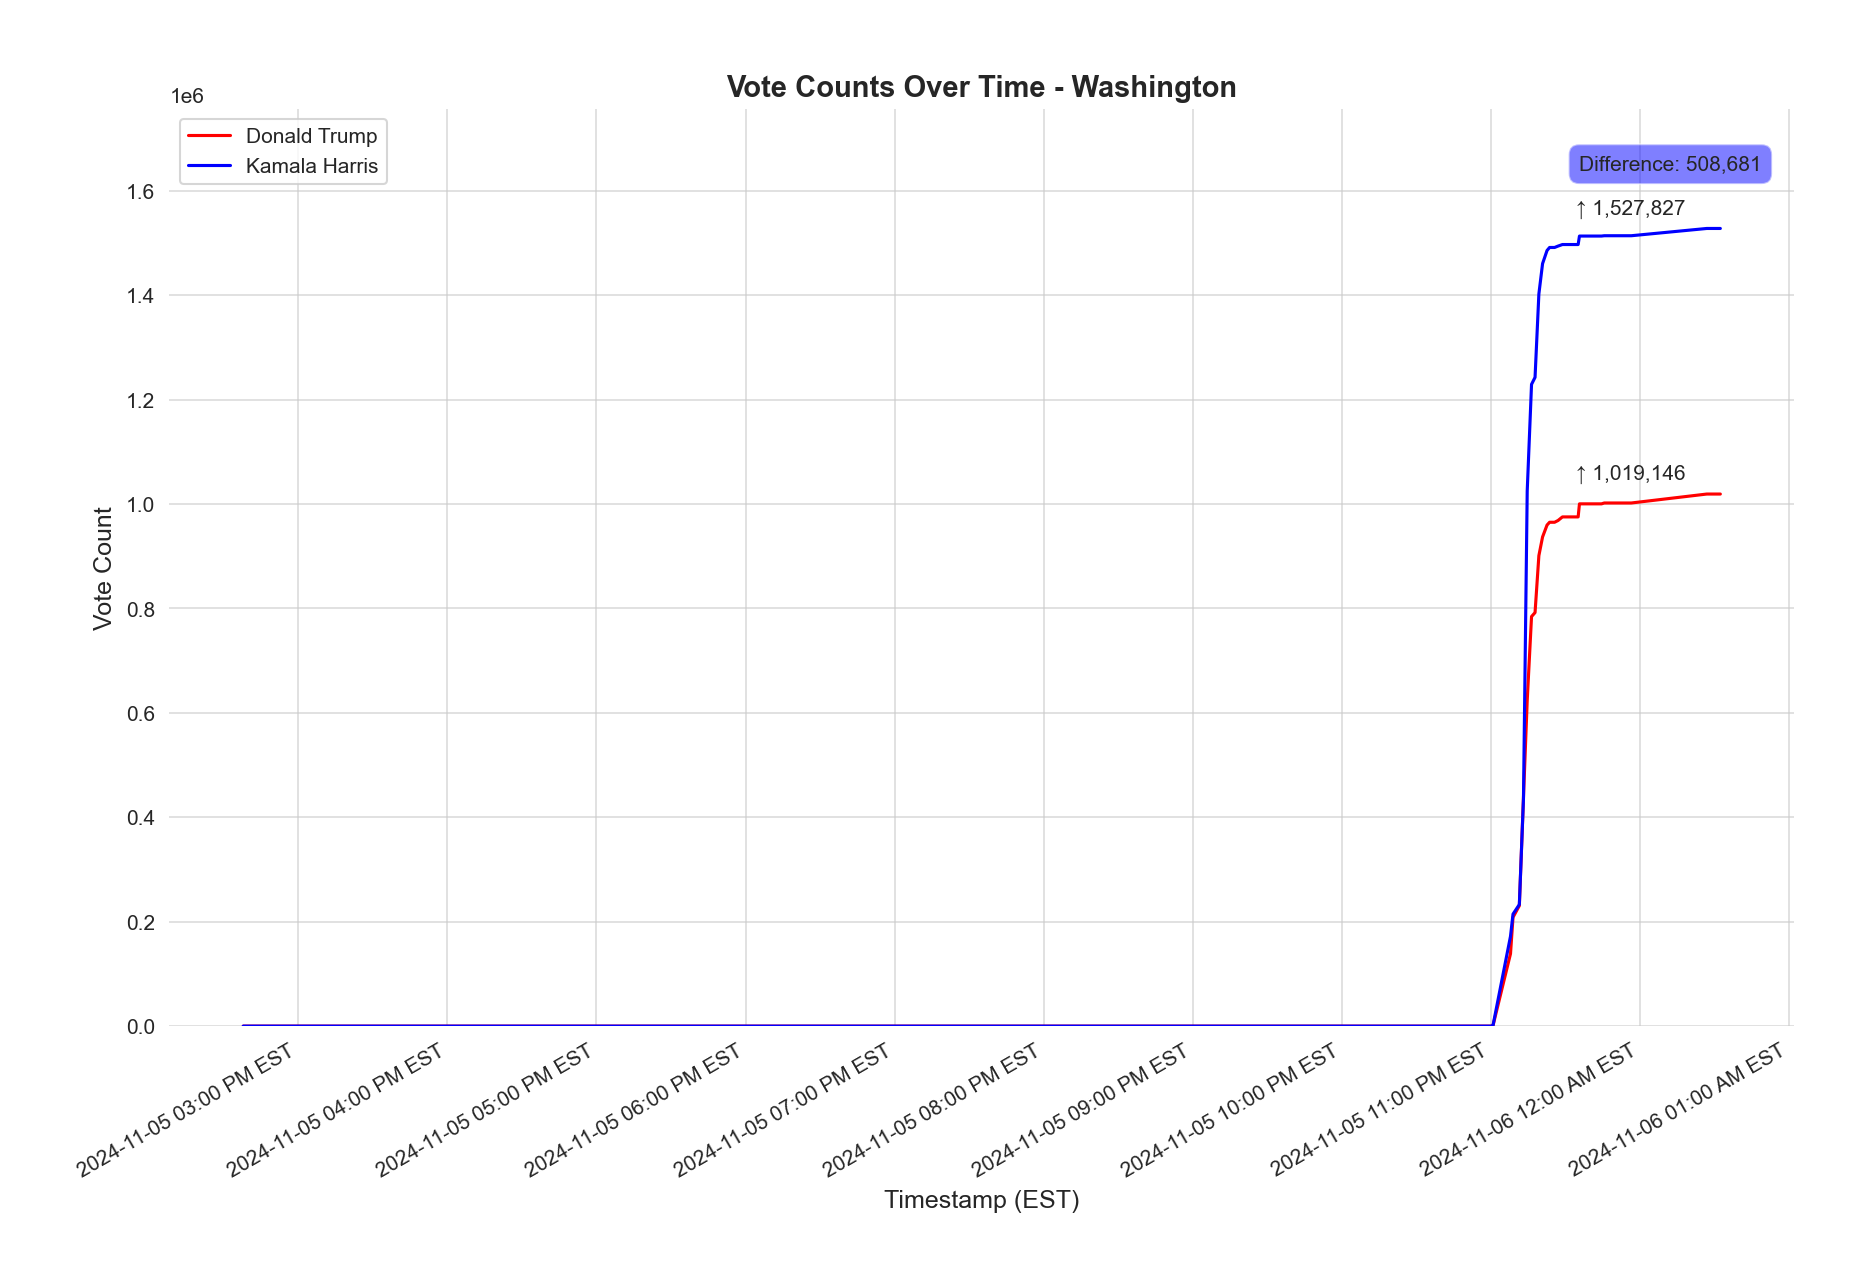 Vote Counts Over Time - Washington
1e6
Donald Trump
Kamala Harris
Difference: 508,681
↑ 1,527,827
↑ 1,019,146
Vote Count
1.6
1.4
1.2
1.0
0.8
0.6
0.4
0.2
0.0
2024-11-05 03:00 PM EST
2024-11-05 04:00 PM EST
2024-11-05 05:00 PM EST
2024-11-05 06:00 PM EST
2024-11-05 07:00 PM EST
2024-11-05 08:00 PM EST
2024-11-05 09:00 PM EST
2024-11-05 10:00 PM EST
2024-11-05 11:00 PM EST
2024-11-06 12:00 AM EST
2024-11-06 01:00 AM EST
Timestamp (EST)